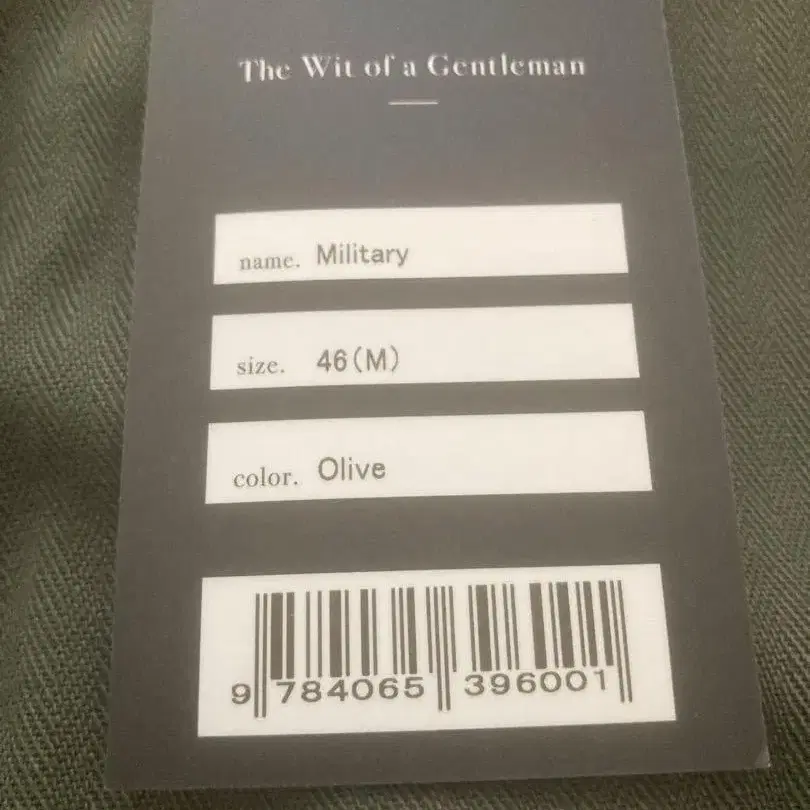 The Wit of a Gentleman
name. Military
size. 46(M)
color. Olive
9 784065 396001